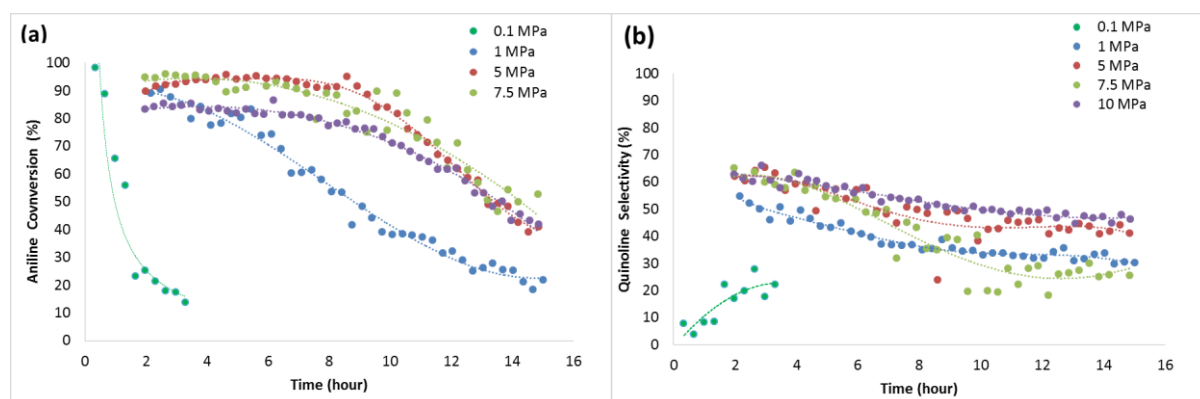 (a)
0.1 MPa
1 MPa
5 MPa
7.5 MPa
100
90
80
70
60
50
40
30
20
10
0
0 2 4 6 8 10 12 14 16
Aniline Covnversion (%)
Time (hour)
(b)
0.1 MPa
1 MPa
5 MPa
7.5 MPa
10 MPa
100
90
80
70
60
50
40
30
20
10
0
0 2 4 6 8 10 12 14 16
Quinoline Selectivity (%)
Time (hour)